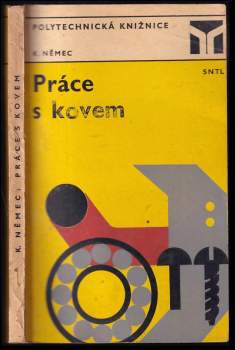 K. NĚMEC: PRÁCE S KOVEM
POLYTECHNICKÁ KNIŽNICE
K. NĚMEC
SNTL
Práce
s kovem